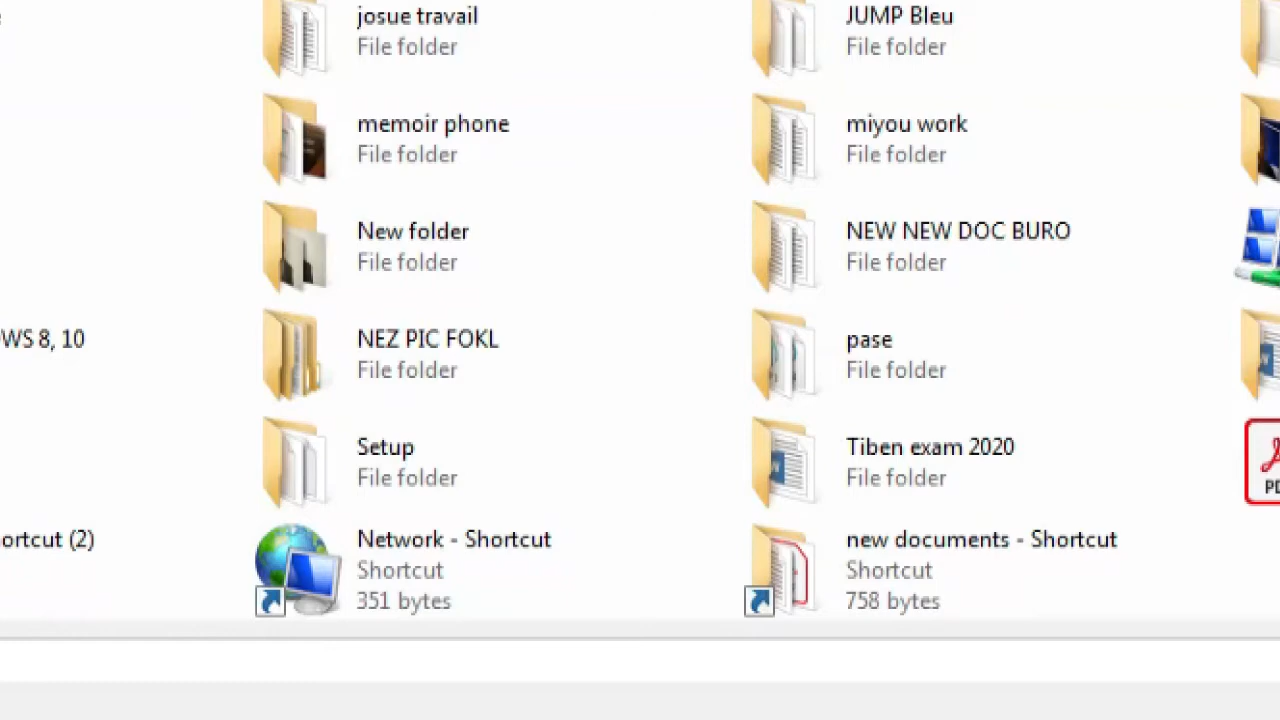 josue travail
File folder
JUMP Bleu
File folder
memoir phone
File folder
miyou work
File folder
New folder
File folder
NEW NEW DOC BURO
File folder
WS 8, 10
NEZ PIC FOKL
File folder
pase
File folder
Setup
File folder
Tiben exam 2020
File folder
ortcut (2)
Network - Shortcut
Shortcut
351 bytes
new documents - Shortcut
Shortcut
758 bytes